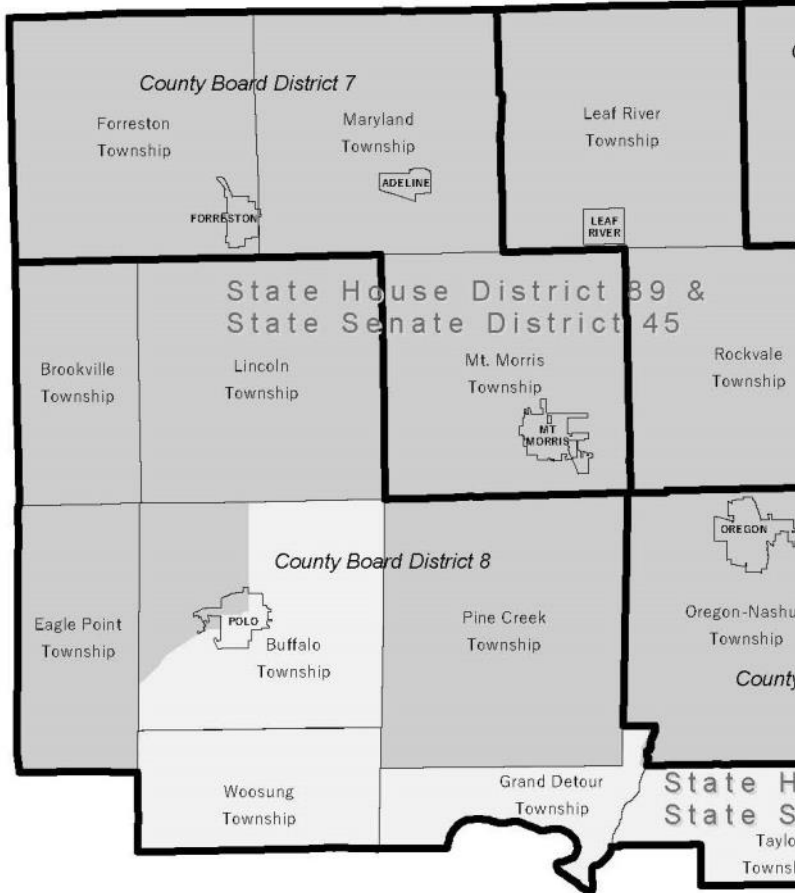 County Board District 7
Forreston
Township
Maryland
Township
Leaf River
Township
ADELINE
FORRESTON
LEAF
RIVER
State House District 89 &
State Senate District 45
Brookville
Township
Lincoln
Township
Mt. Morris
Township
Rockvale
Township
MT
MORRIS
OREGON
County Board District 8
Eagle Point
Township
POLO
Buffalo
Township
Pine Creek
Township
Oregon-Nashu
Township
County
Woosung
Township
Grand Detour
Township
State H
State S
Taylo
Townsh